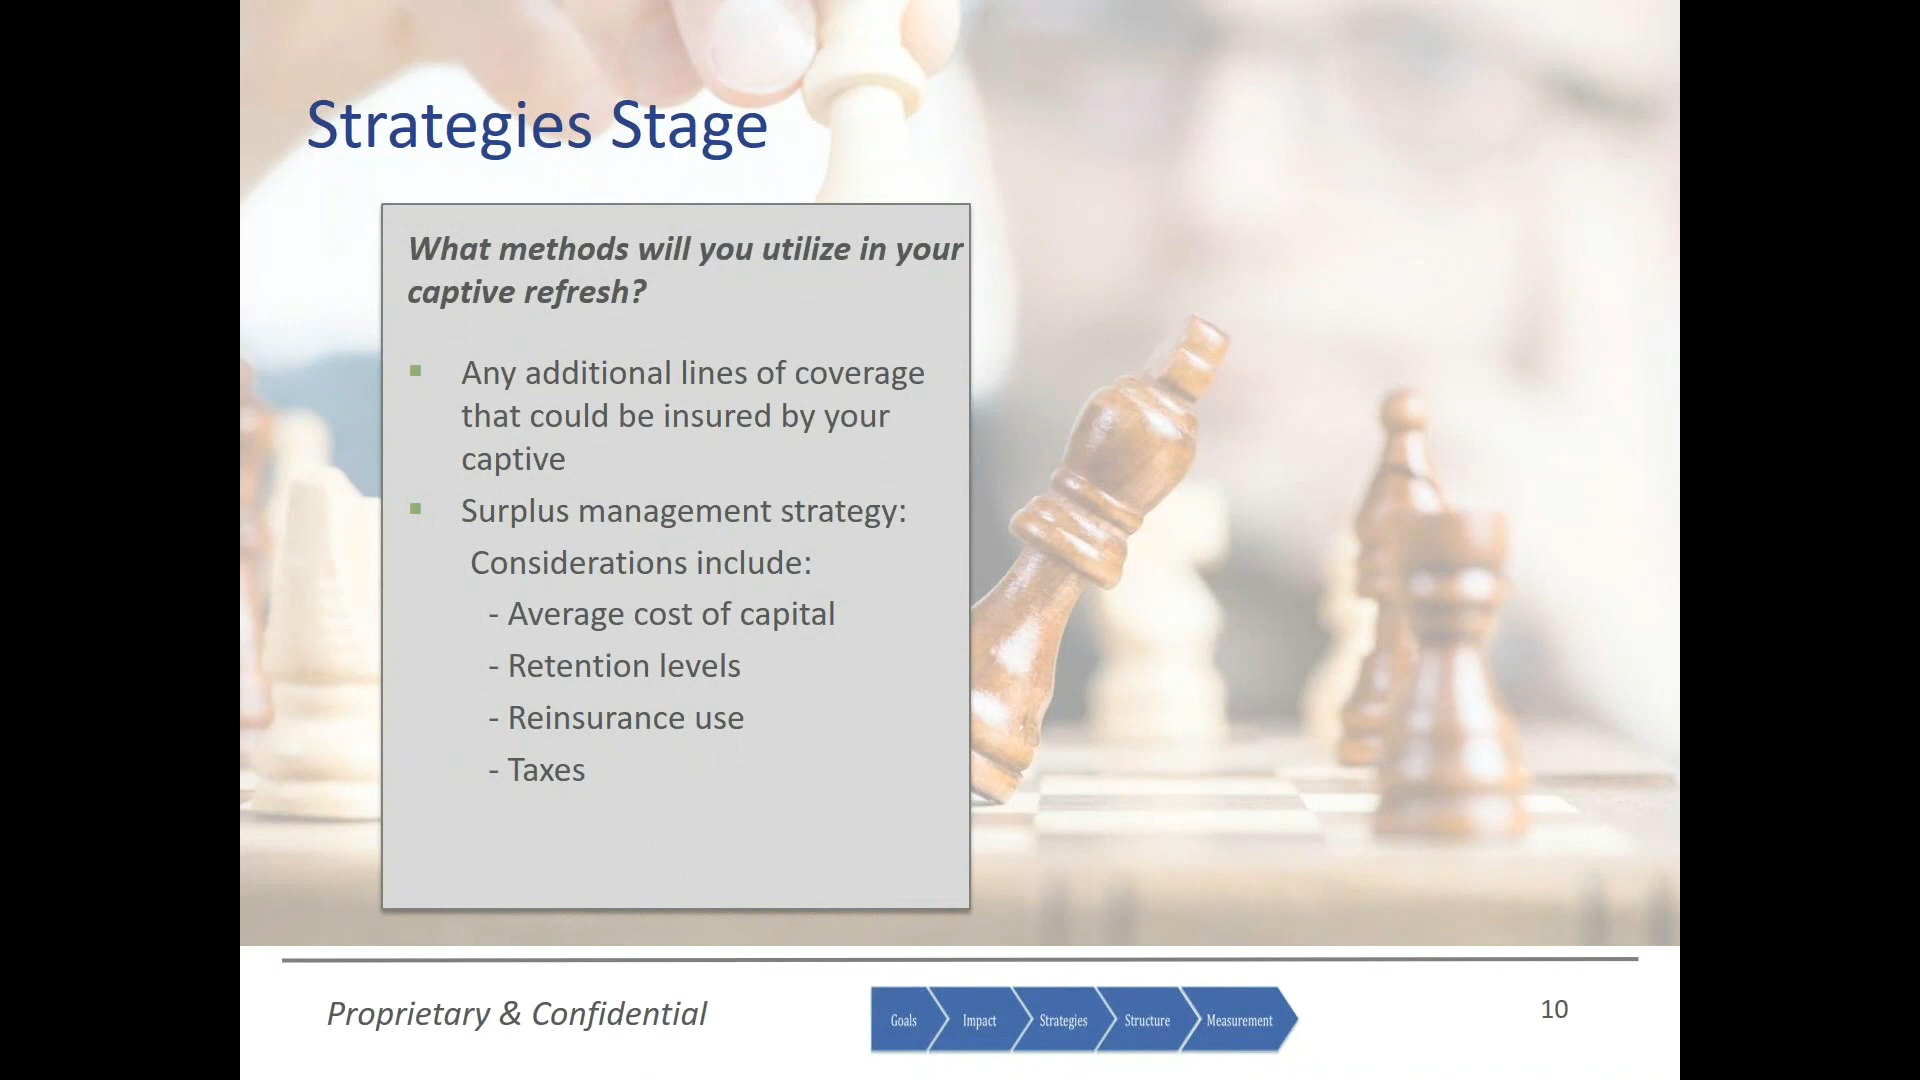 Strategies Stage
What methods will you utilize in your
captive refresh?
▪ Any additional lines of coverage
that could be insured by your
captive
▪ Surplus management strategy:
Considerations include:
- Average cost of capital
- Retention levels
- Reinsurance use
- Taxes
Proprietary & Confidential
Goals Impact Strategies Structure Measurement
10